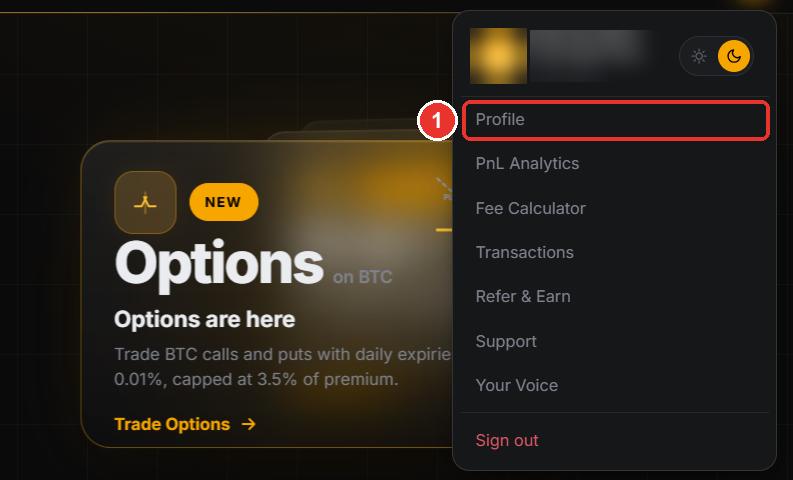 1
Profile
PnL Analytics
Fee Calculator
Transactions
Refer & Earn
Support
Your Voice
Sign out
NEW
Options on BTC
Options are here
Trade BTC calls and puts with daily
0.01%, capped at 3.5% of premium.
Trade Options →